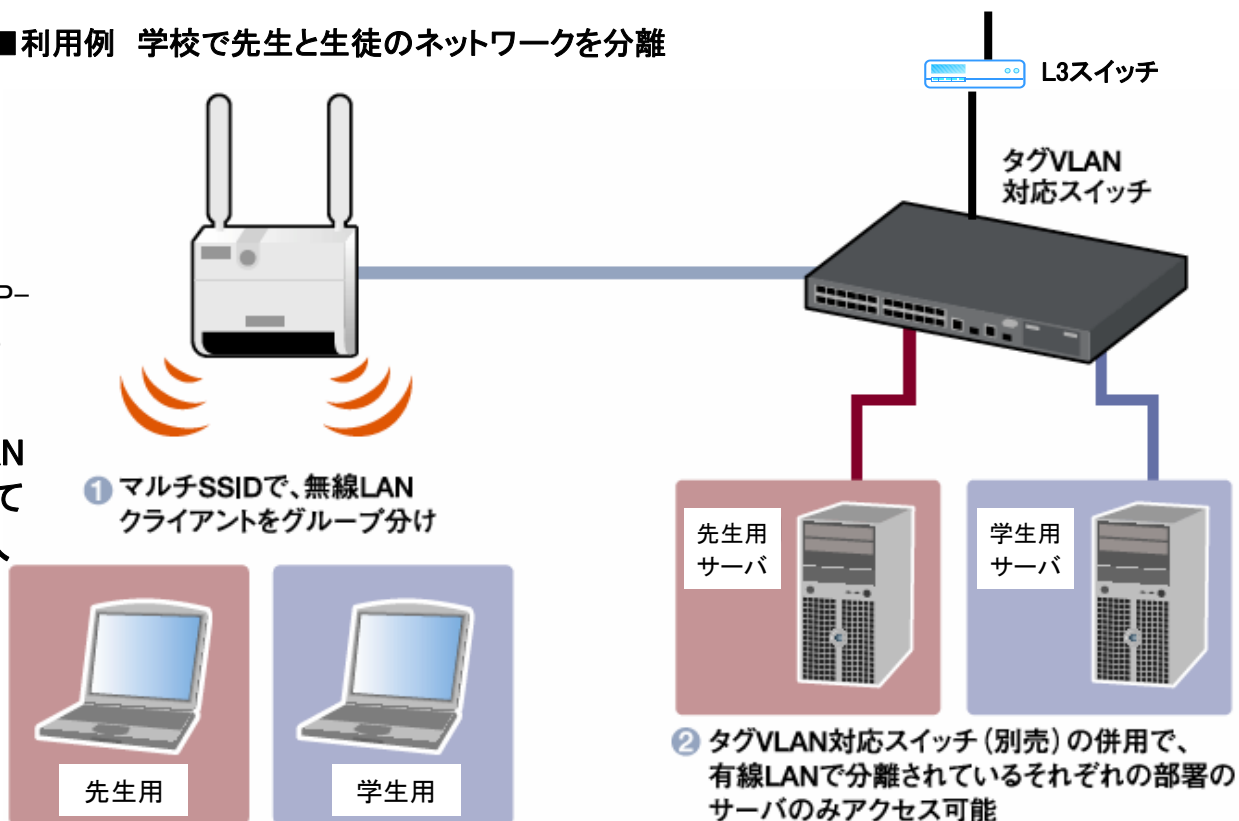 ■利用例 学校で先生と生徒のネットワークを分離
L3スイッチ
タグVLAN
対応スイッチ
P−
AN
て
❶ マルチSSIDで、無線LAN
クライアントをグループ分け
先生用
サーバ
学生用
サーバ
先生用
学生用
❷ タグVLAN対応スイッチ（別売）の併用で、
有線LANで分離されているそれぞれの部署の
サーバのみアクセス可能